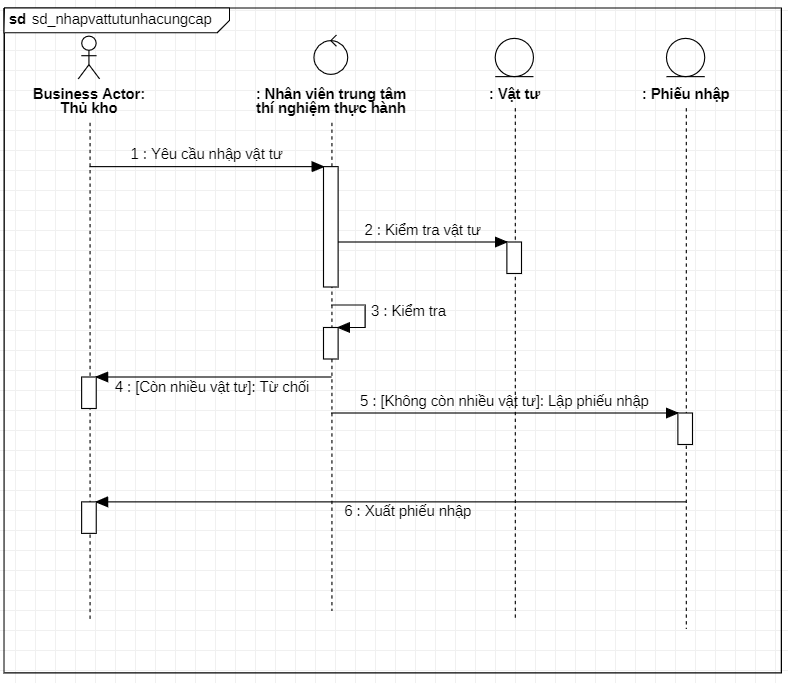 sd sd_nhapvattutunhacungcap
Business Actor:
Thủ kho
: Nhân viên trung tâm
thí nghiệm thực hành
: Vật tư
: Phiếu nhập
1 : Yêu cầu nhập vật tư
2 : Kiểm tra vật tư
3 : Kiểm tra
4 : [Còn nhiều vật tư]: Từ chối
5 : [Không còn nhiều vật tư]: Lập phiếu nhập
6 : Xuất phiếu nhập